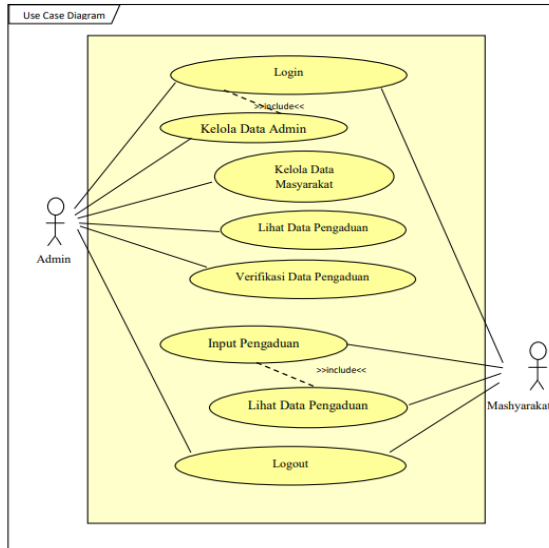 Use Case Diagram
Login
>>include<<
Kelola Data Admin
Kelola Data
Masyarakat
Lihat Data Pengaduan
Admin
Verifikasi Data Pengaduan
Input Pengaduan
>>include<<
Mashyarakat
Lihat Data Pengaduan
Logout